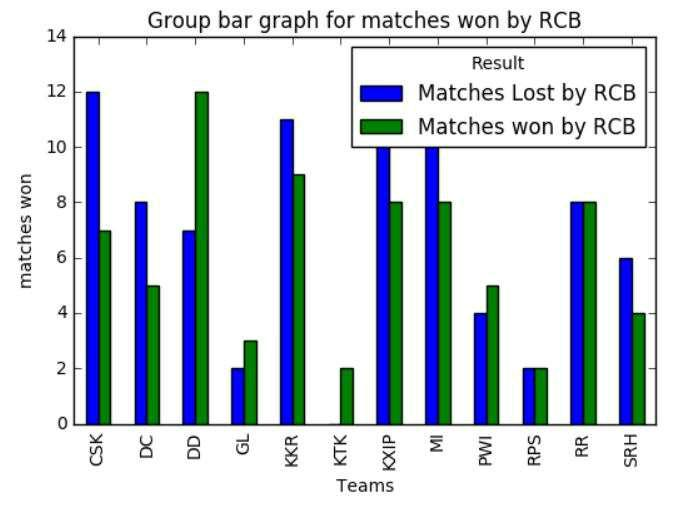 Group bar graph for matches won by RCB
Result
Matches Lost by RCB
Matches won by RCB
matches won
14
12
10
8
6
4
2
0
CSK
DC
DD
GL
KKR
KTK
KXIP
MI
PWI
RPS
RR
SRH
Teams